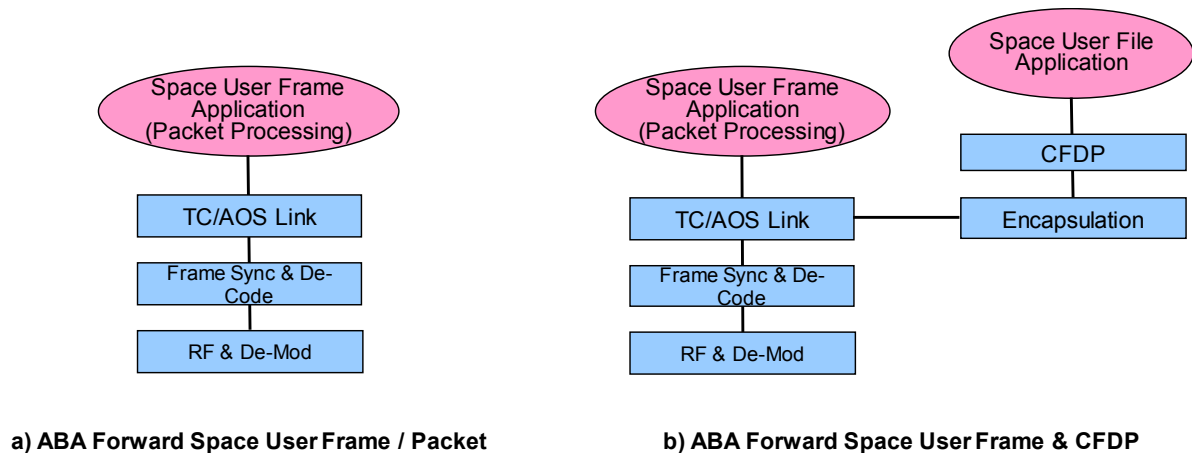 Space User Frame
Application
(Packet Processing)
TC/AOS Link
Frame Sync & De-
Code
RF & De-Mod
a) ABA Forward Space User Frame / Packet
Space User File
Application
Space User Frame
Application
(Packet Processing)
CFDP
TC/AOS Link
Encapsulation
Frame Sync & De-
Code
RF & De-Mod
b) ABA Forward Space User Frame & CFDP